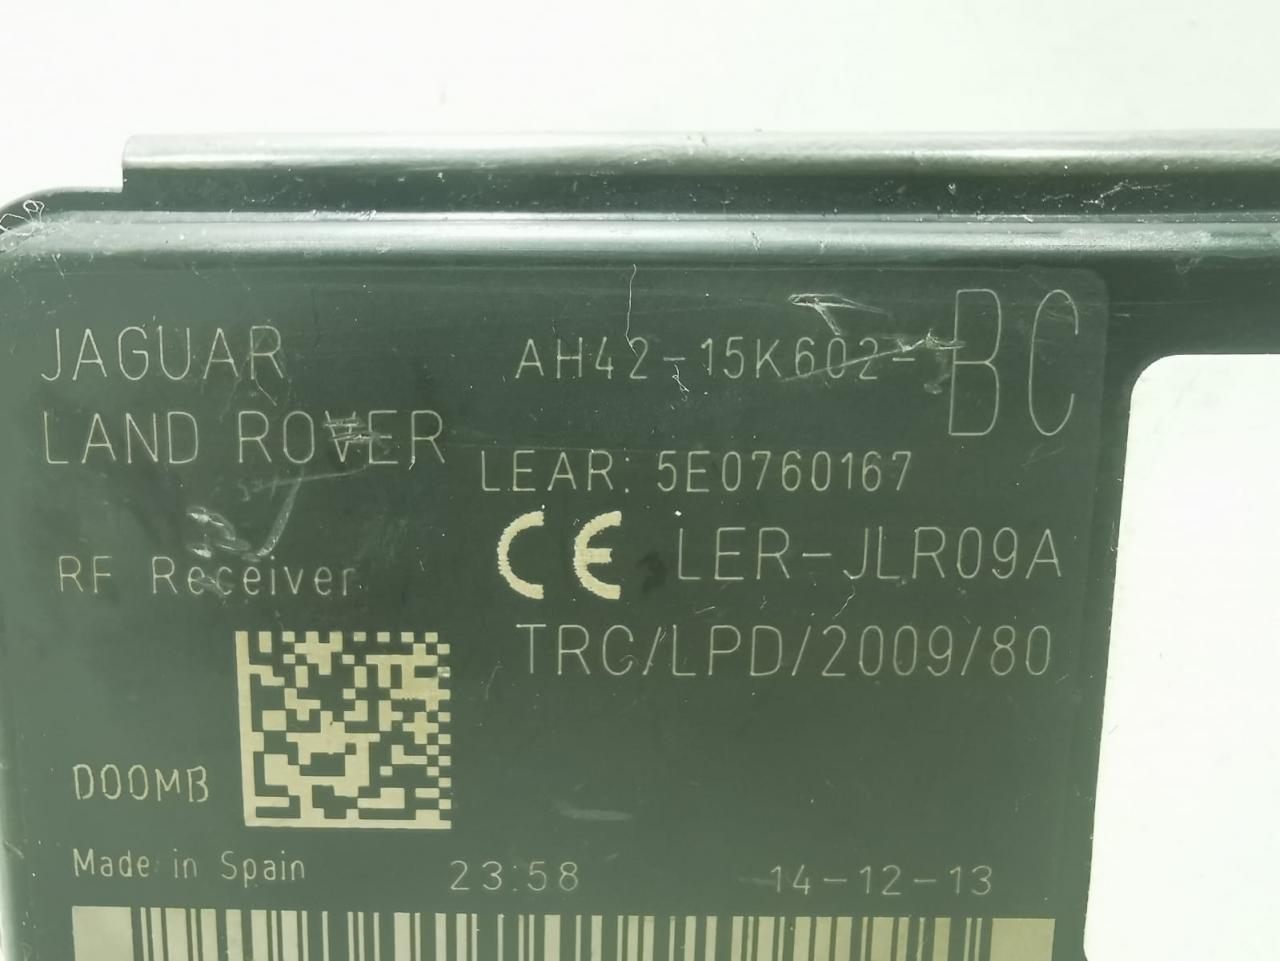 JAGUAR
LAND ROVER
AH42-15K602-BC
LEAR: 5E0760167
CE LER-JLR09A
RF Receiver
TRC/LPD/2009/80
D00MB
Made in Spain
23:58
14-12-13